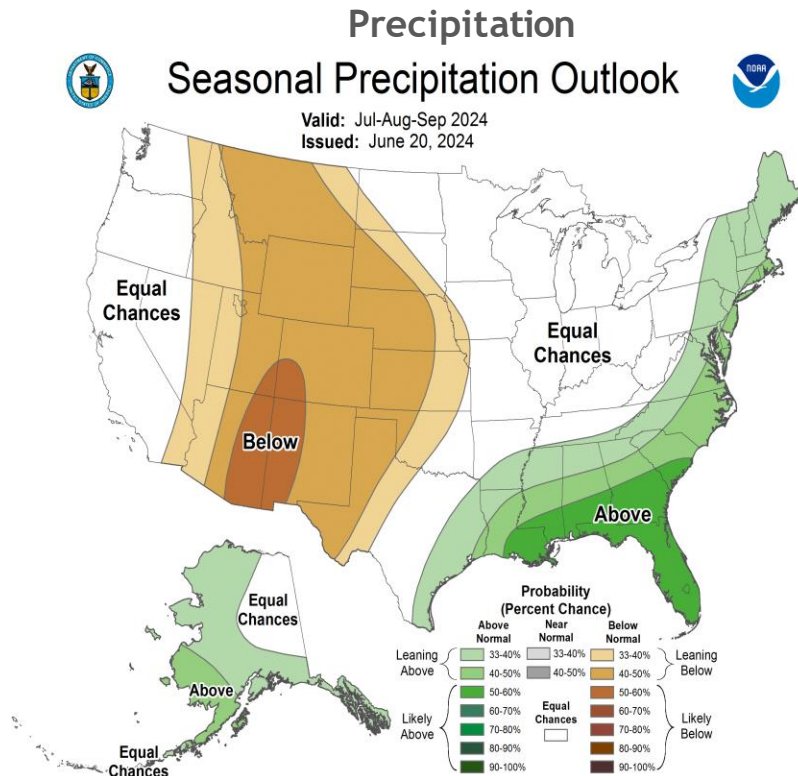 Precipitation
Seasonal Precipitation Outlook
NOAA
Valid: Jul-Aug-Sep 2024
Issued: June 20, 2024
Equal
Chances
Equal
Chances
Below
Above
Equal
Chances
Above
Equal
Chances
Probability
(Percent Chance)
Above Normal
Near Normal
Below Normal
Leaning Above
33-40%
40-50%
Likely Above
50-60%
60-70%
70-80%
80-90%
90-100%
33-40%
40-50%
Equal Chances
33-40%
40-50%
Leaning Below
50-60%
60-70%
70-80%
80-90%
90-100%
Likely Below